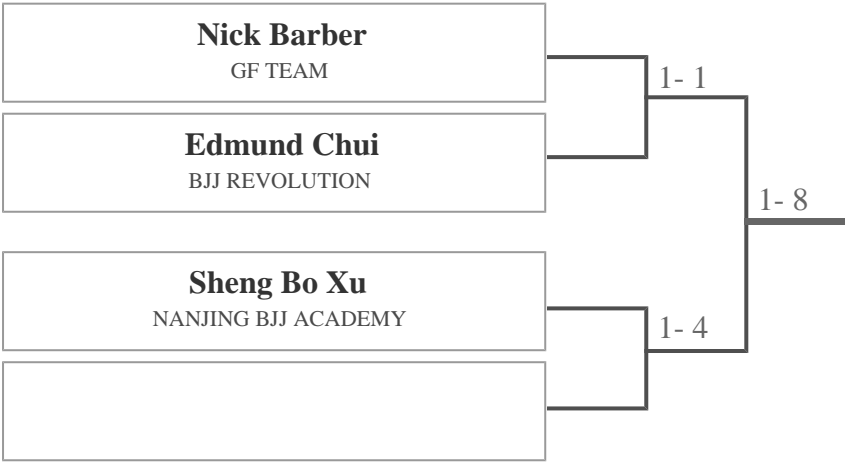 Nick Barber
GF TEAM
1- 1
Edmund Chui
BJJ REVOLUTION
1- 8
Sheng Bo Xu
NANJING BJJ ACADEMY
1- 4